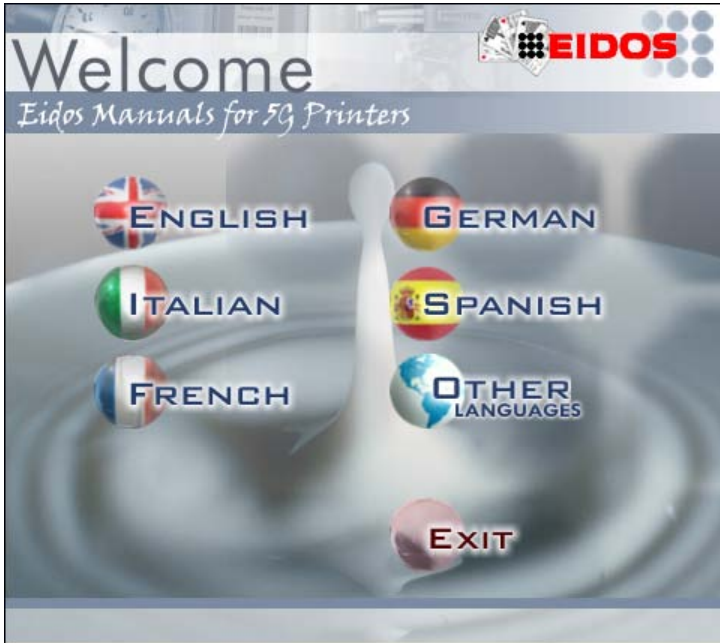 EIDOS
Welcome
Eidos Manuals for 5G Printers
ENGLISH
GERMAN
ITALIAN
SPANISH
FRENCH
OTHER
LANGUAGES
EXIT